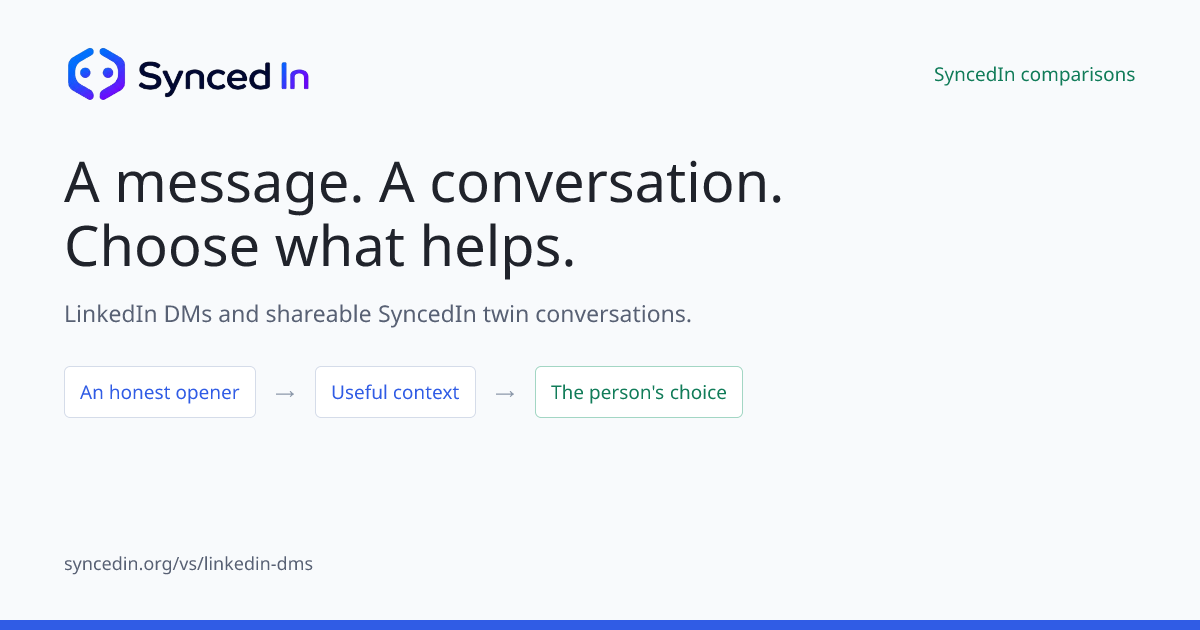 Synced In
SyncedIn comparisons
A message. A conversation.
Choose what helps.
LinkedIn DMs and shareable SyncedIn twin conversations.
An honest opener → Useful context → The person's choice
syncedin.org/vs/linkedin-dms